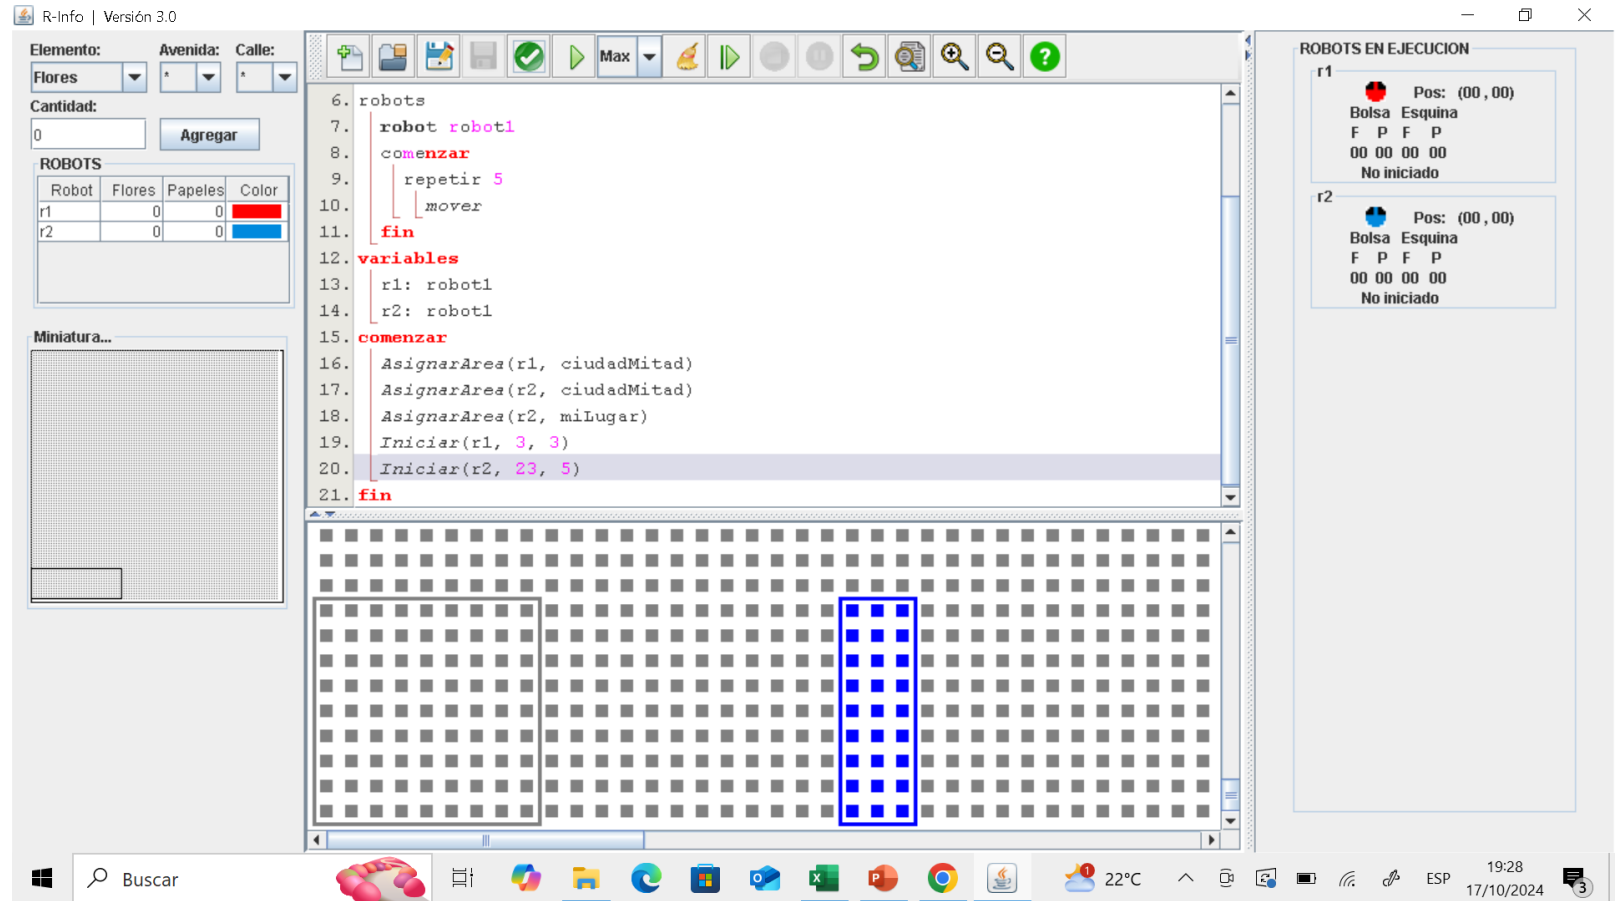 R-Info | Versión 3.0
Elemento: Avenida: Calle:
Flores * *
Cantidad:
0 Agregar
ROBOTS
Robot Flores Papeles Color
r1 0 0
r2 0 0
Miniatura...
Max
6. robots
7. robot robot1
8. comenzar
9. repetir 5
10. mover
11. fin
12. variables
13. r1: robot1
14. r2: robot1
15. comenzar
16. AsignarArea(r1, ciudadMitad)
17. AsignarArea(r2, ciudadMitad)
18. AsignarArea(r2, miLugar)
19. Iniciar(r1, 3, 3)
20. Iniciar(r2, 23, 5)
21. fin
ROBOTS EN EJECUCION
r1
Pos: (00 , 00)
Bolsa Esquina
F P F P
00 00 00 00
No iniciado
r2
Pos: (00 , 00)
Bolsa Esquina
F P F P
00 00 00 00
No iniciado
Buscar
1
22°C
ESP
19:28
17/10/2024
3